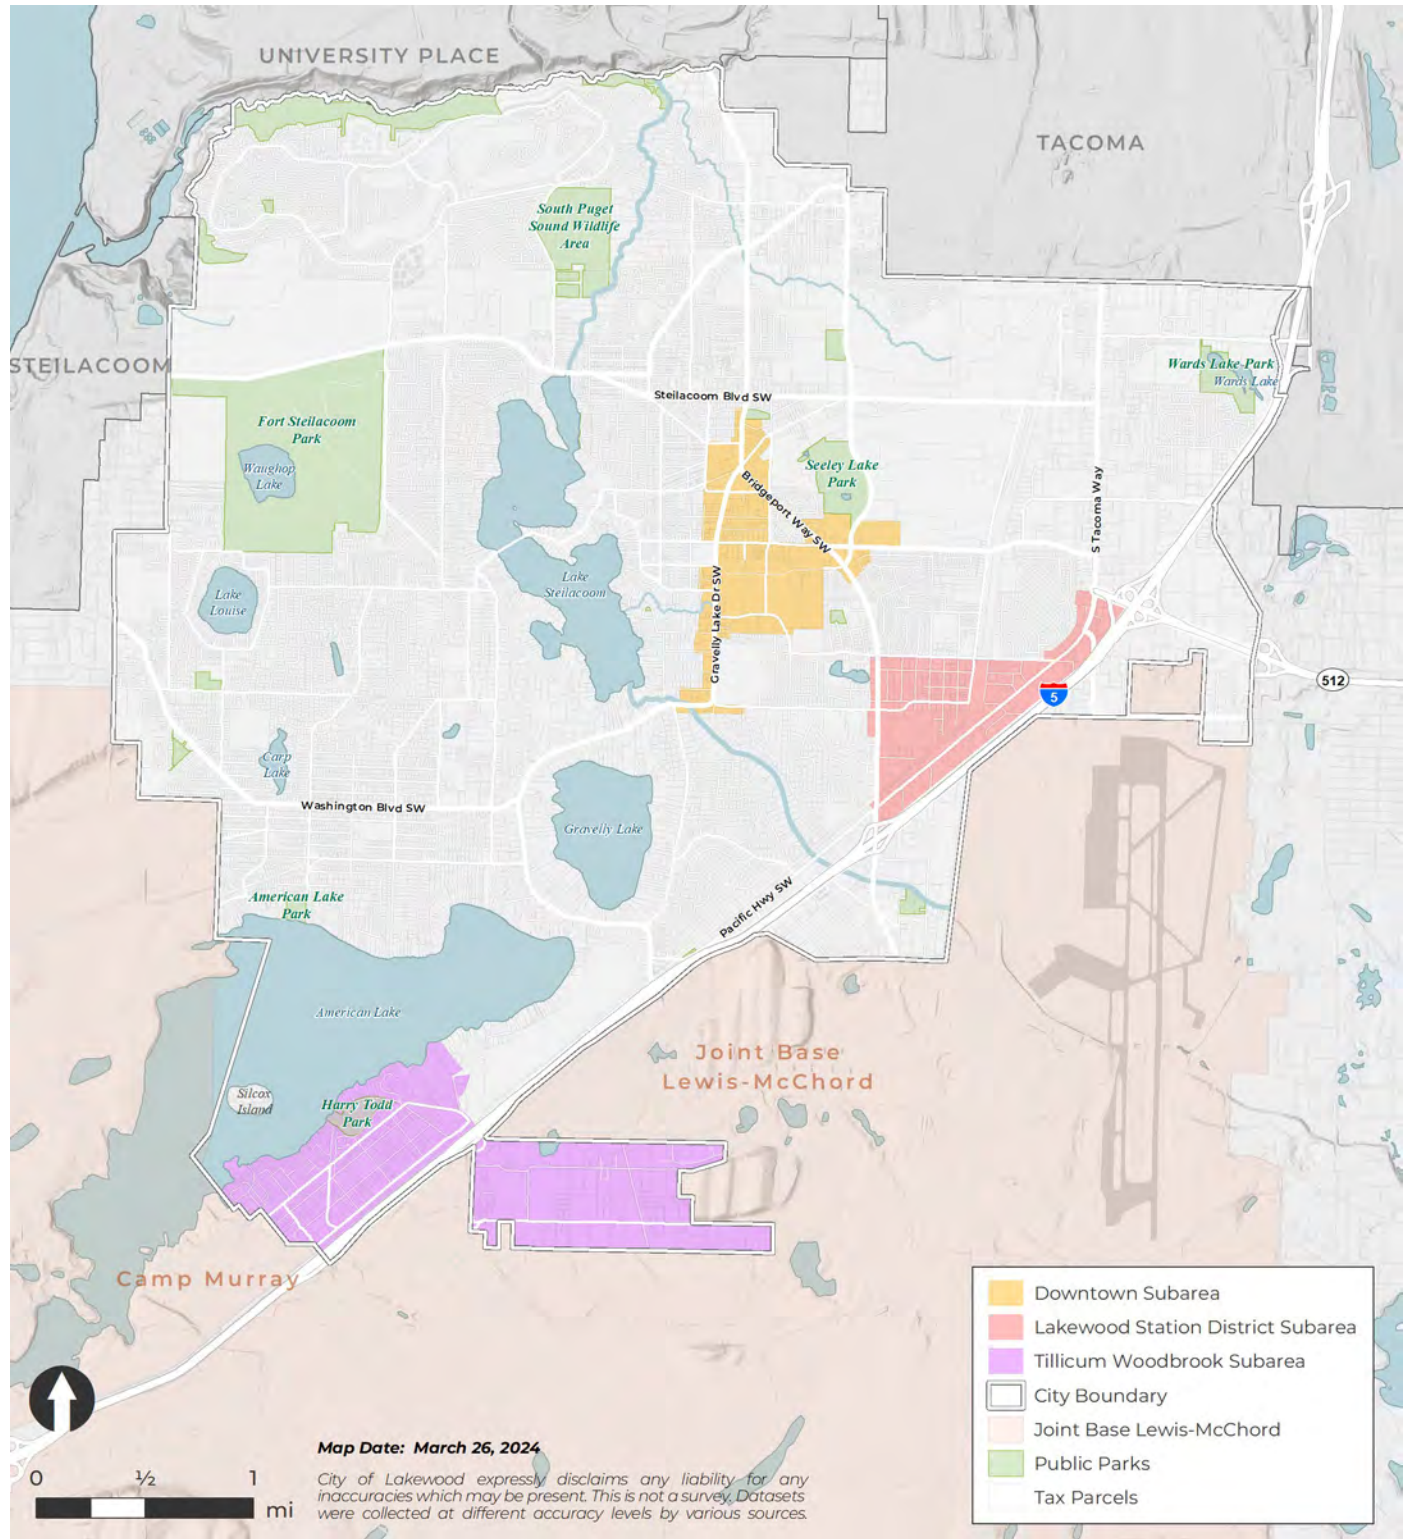 UNIVERSITY PLACE
TACOMA
South Puget
Sound Wildlife
Area
STEILACOOM
Wards Lake Park
Wards Lake
Steilacoom Blvd SW
Fort Steilacoom
Park
Waughop
Lake
Seeley Lake
Park
Bridgeport Way SW
S Tacoma Way
Lake
Louise
Lake
Steilacoom
Gravelly Lake Dr SW
512
5
Carp
Lake
Washington Blvd SW
Gravelly Lake
American Lake
Park
Pacific Hwy SW
American Lake
Joint Base
Lewis-McChord
Silcox
Island
Harry Todd
Park
Camp Murray
Downtown Subarea
Lakewood Station District Subarea
Tillicum Woodbrook Subarea
City Boundary
Joint Base Lewis-McChord
Public Parks
Tax Parcels
Map Date: March 26, 2024
0 ½ 1
mi
City of Lakewood expressly disclaims any liability for any
inaccuracies which may be present. This is not a survey. Datasets
were collected at different accuracy levels by various sources.